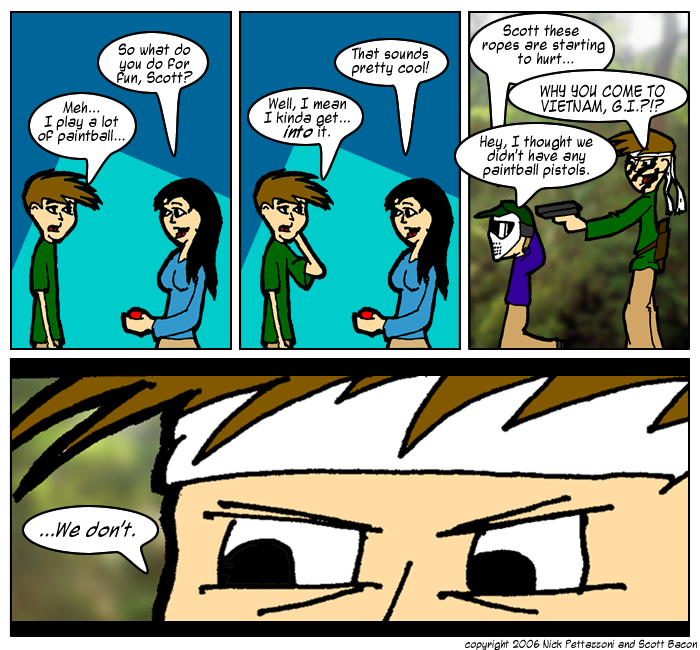 So what do
you do for
fun, Scott?
Meh...
I play a lot
of paintball...
That sounds
pretty cool!
Well, I mean
I kinda get...
into it.
Scott these
ropes are starting
to hurt...
WHY YOU COME TO
VIETNAM, G.I.?!?
Hey, I thought we
didn't have any
paintball pistols.
...We don't.
copyright 2006 Nick Pettazzoni and Scott Bacon